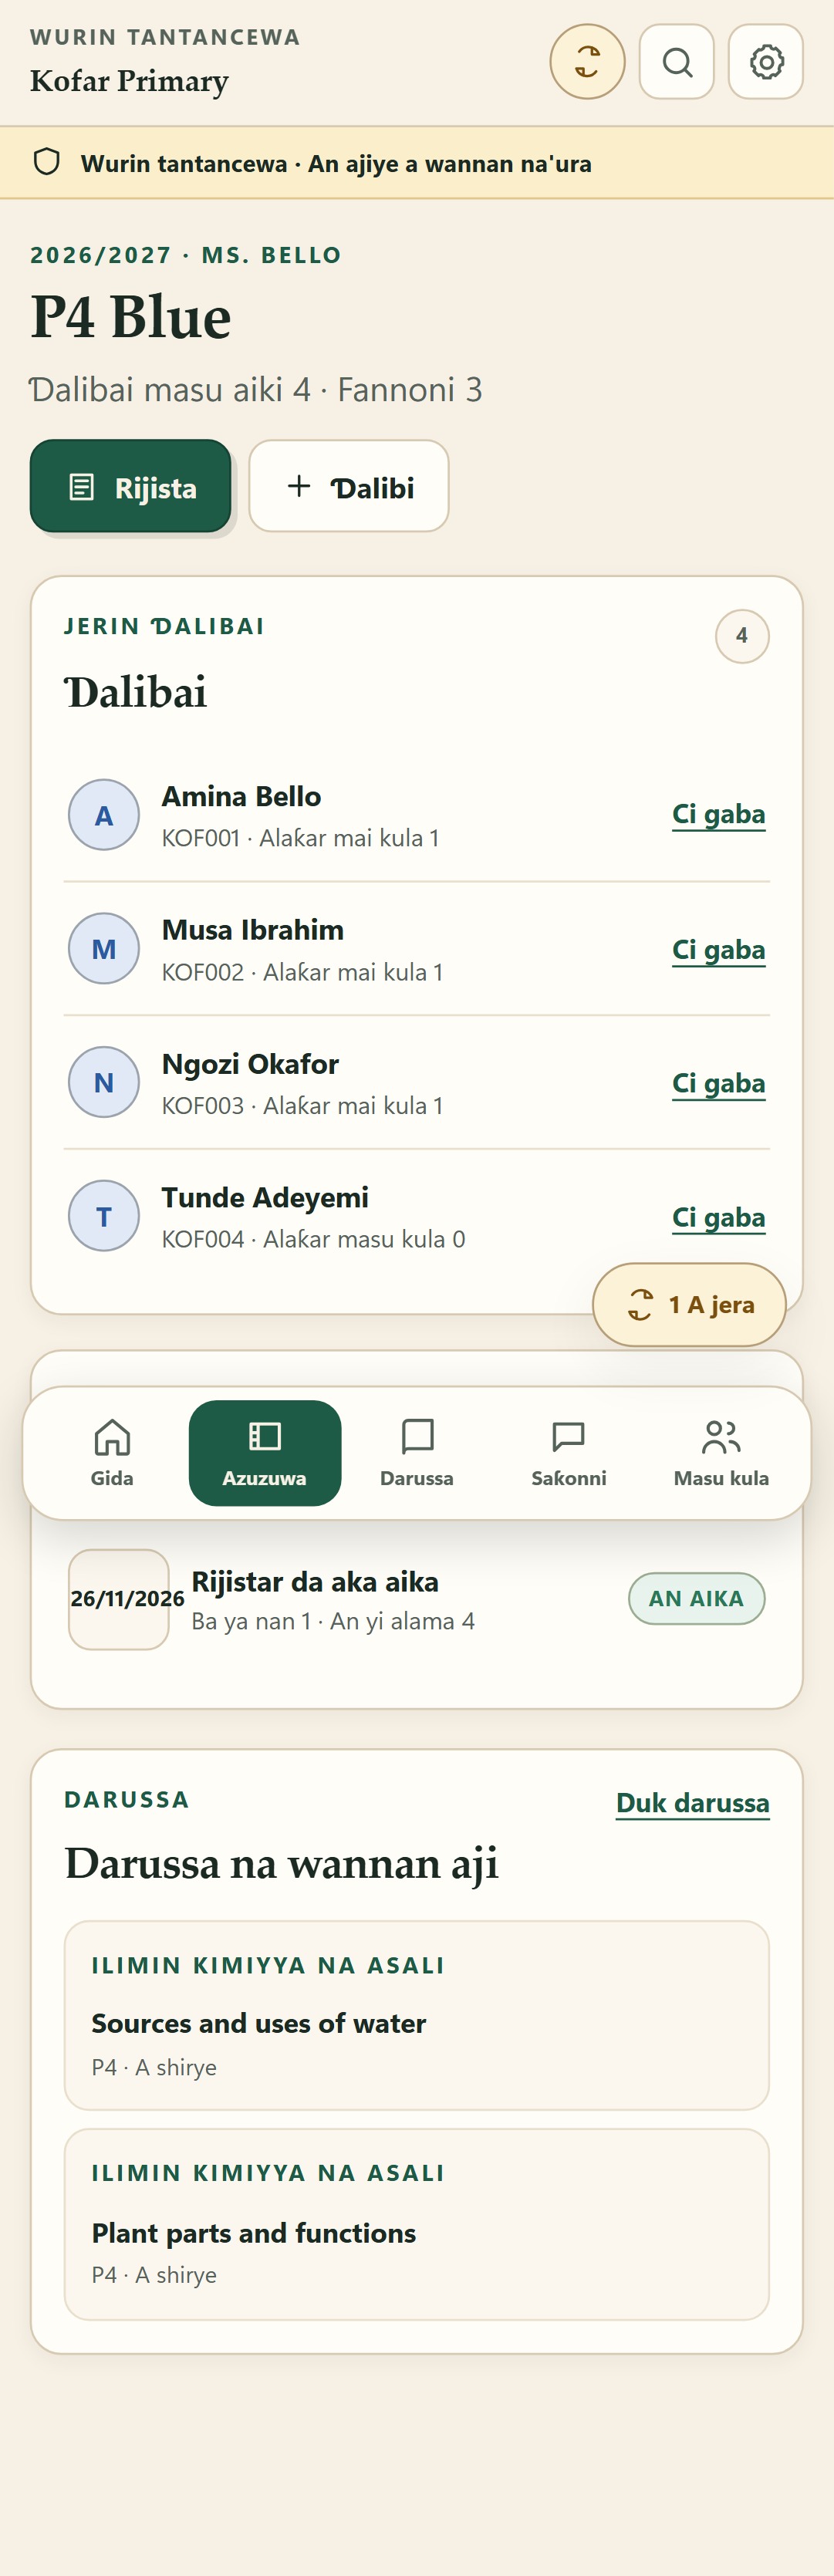 WURIN TANTANCEWA
Kofar Primary
Wurin tantancewa · An ajiye a wannan na'ura
2026/2027 · MS. BELLO
P4 Blue
Ɗalibai masu aiki 4 · Fannoni 3
Rijista
Ɗalibi
JERIN ƊALIBAI
4
Ɗalibai
A
Amina Bello
KOF001 · Alaƙar mai kula 1
Ci gaba
M
Musa Ibrahim
KOF002 · Alaƙar mai kula 1
Ci gaba
N
Ngozi Okafor
KOF003 · Alaƙar mai kula 1
Ci gaba
T
Tunde Adeyemi
KOF004 · Alaƙar masu kula 0
Ci gaba
1 A jera
Gida
Azuzuwa
Darussa
Saƙonni
Masu kula
26/11/2026
Rijistar da aka aika
Ba ya nan 1 · An yi alama 4
AN AIKA
DARUSSA
Duk darussa
Darussa na wannan aji
ILIMIN KIMIYYA NA ASALI
Sources and uses of water
P4 · A shirye
ILIMIN KIMIYYA NA ASALI
Plant parts and functions
P4 · A shirye